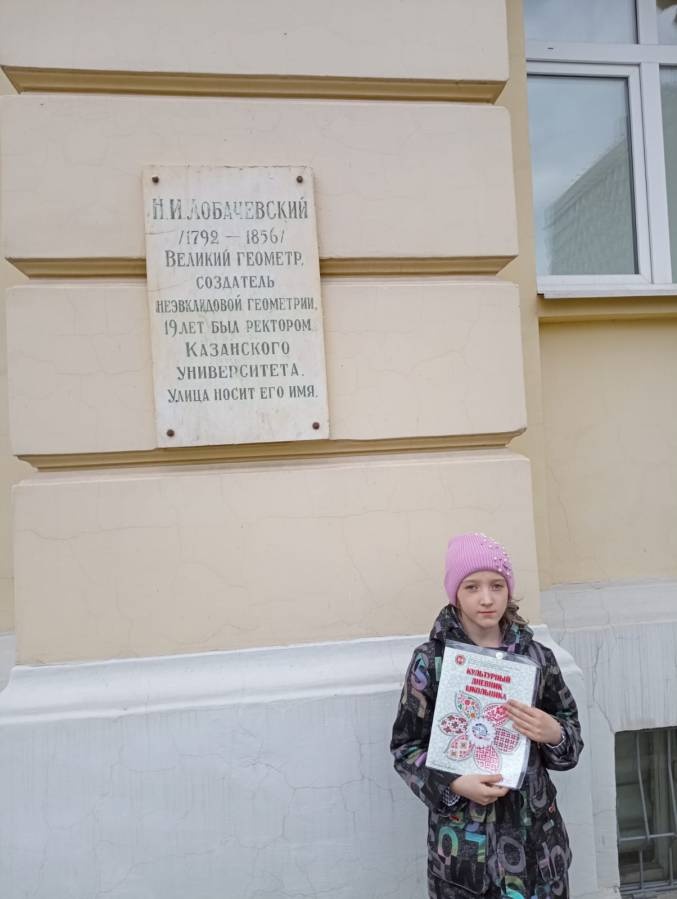 Н.И.ЛОБАЧЕВСКИЙ
/1792 — 1856/
ВЕЛИКИЙ ГЕОМЕТР,
СОЗДАТЕЛЬ
НЕЭВКЛИДОВОЙ ГЕОМЕТРИИ,
19 ЛЕТ БЫЛ РЕКТОРОМ
КАЗАНСКОГО
УНИВЕРСИТЕТА.
УЛИЦА НОСИТ ЕГО ИМЯ.
КУЛЬТУРНЫЙ
ДНЕВНИК
ШКОЛЬНИКА